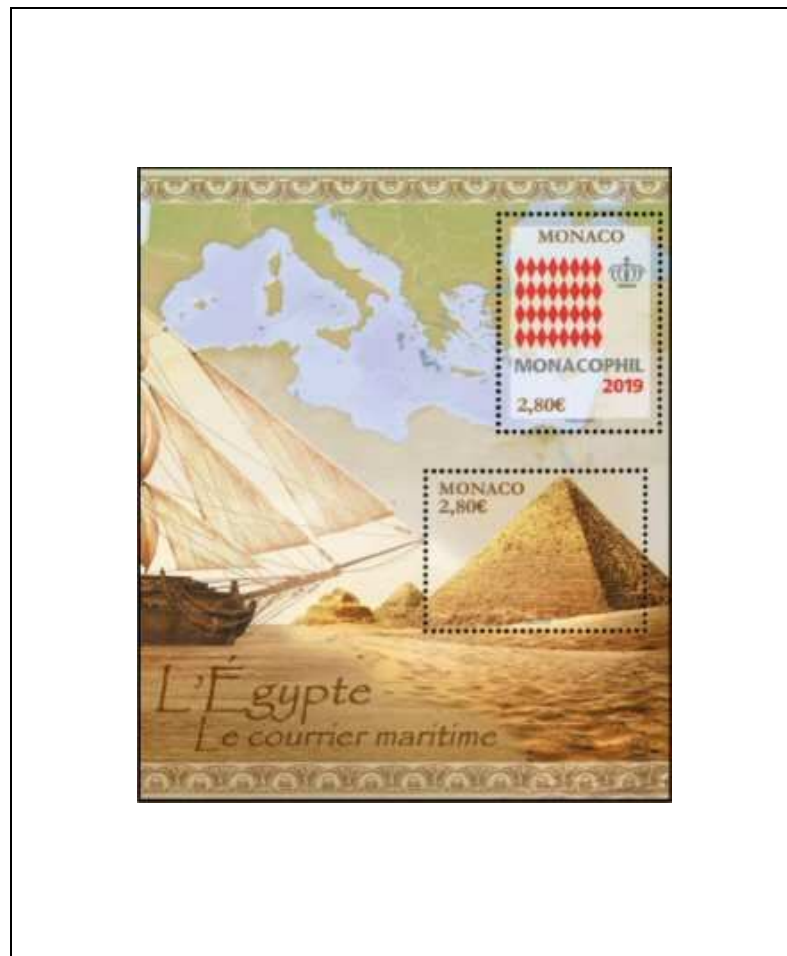 MONACO
MONACOPHIL
2019
2,80€
MONACO
2,80€
L'Égypte
Le courrier maritime